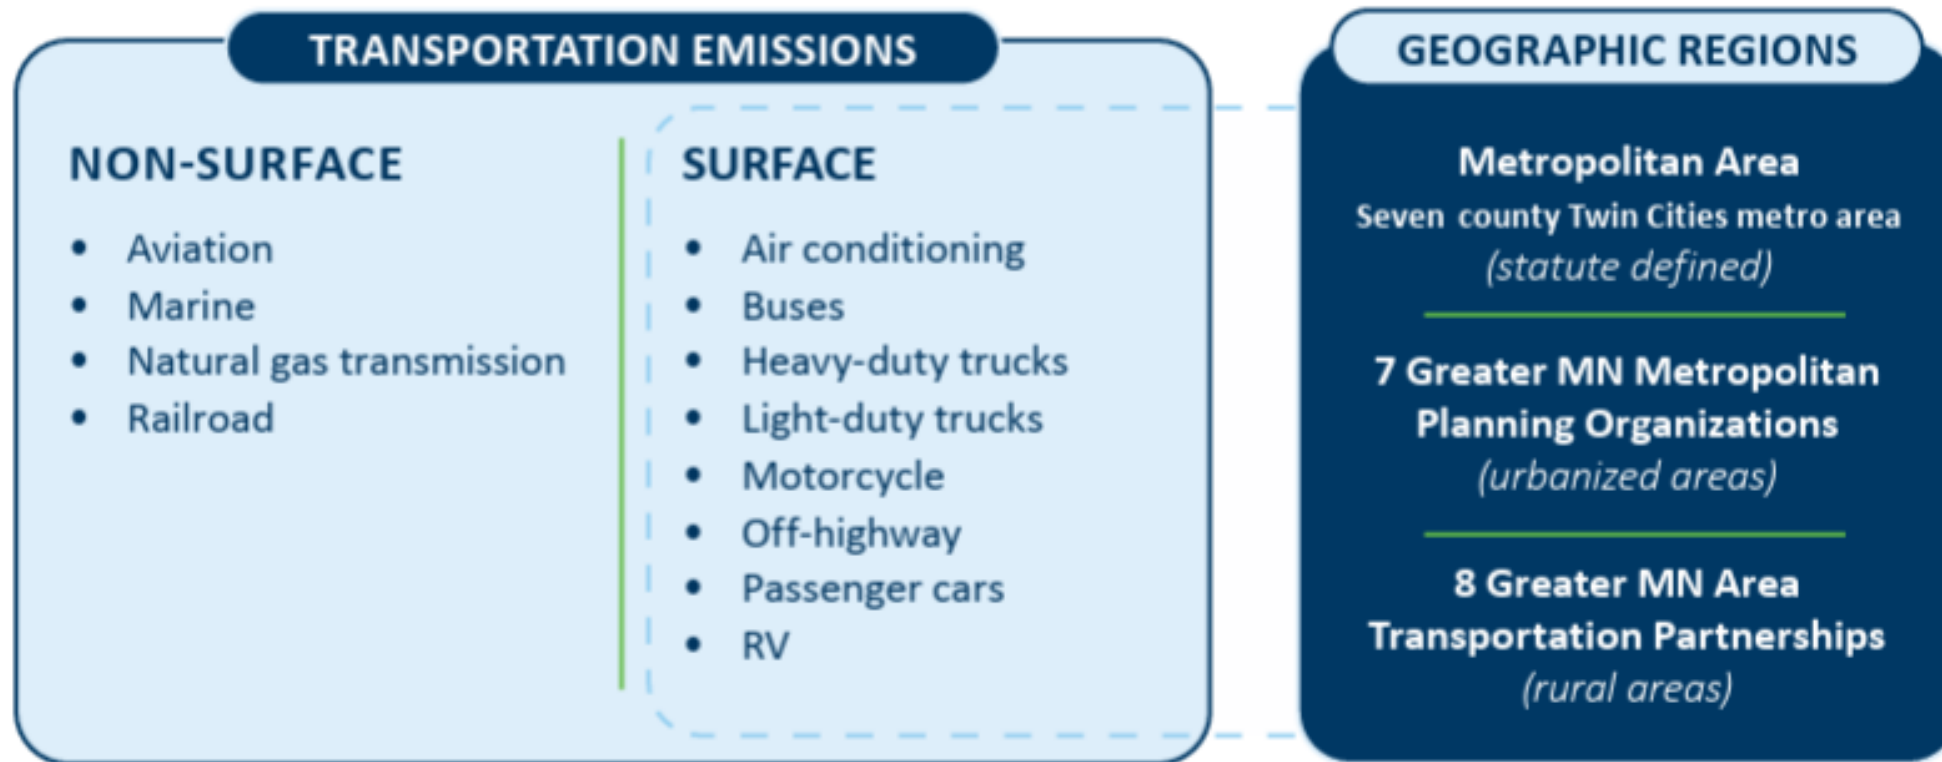 TRANSPORTATION EMISSIONS
NON-SURFACE
• Aviation
• Marine
• Natural gas transmission
• Railroad
SURFACE
• Air conditioning
• Buses
• Heavy-duty trucks
• Light-duty trucks
• Motorcycle
• Off-highway
• Passenger cars
• RV
GEOGRAPHIC REGIONS
Metropolitan Area
Seven county Twin Cities metro area
(statute defined)
7 Greater MN Metropolitan
Planning Organizations
(urbanized areas)
8 Greater MN Area
Transportation Partnerships
(rural areas)